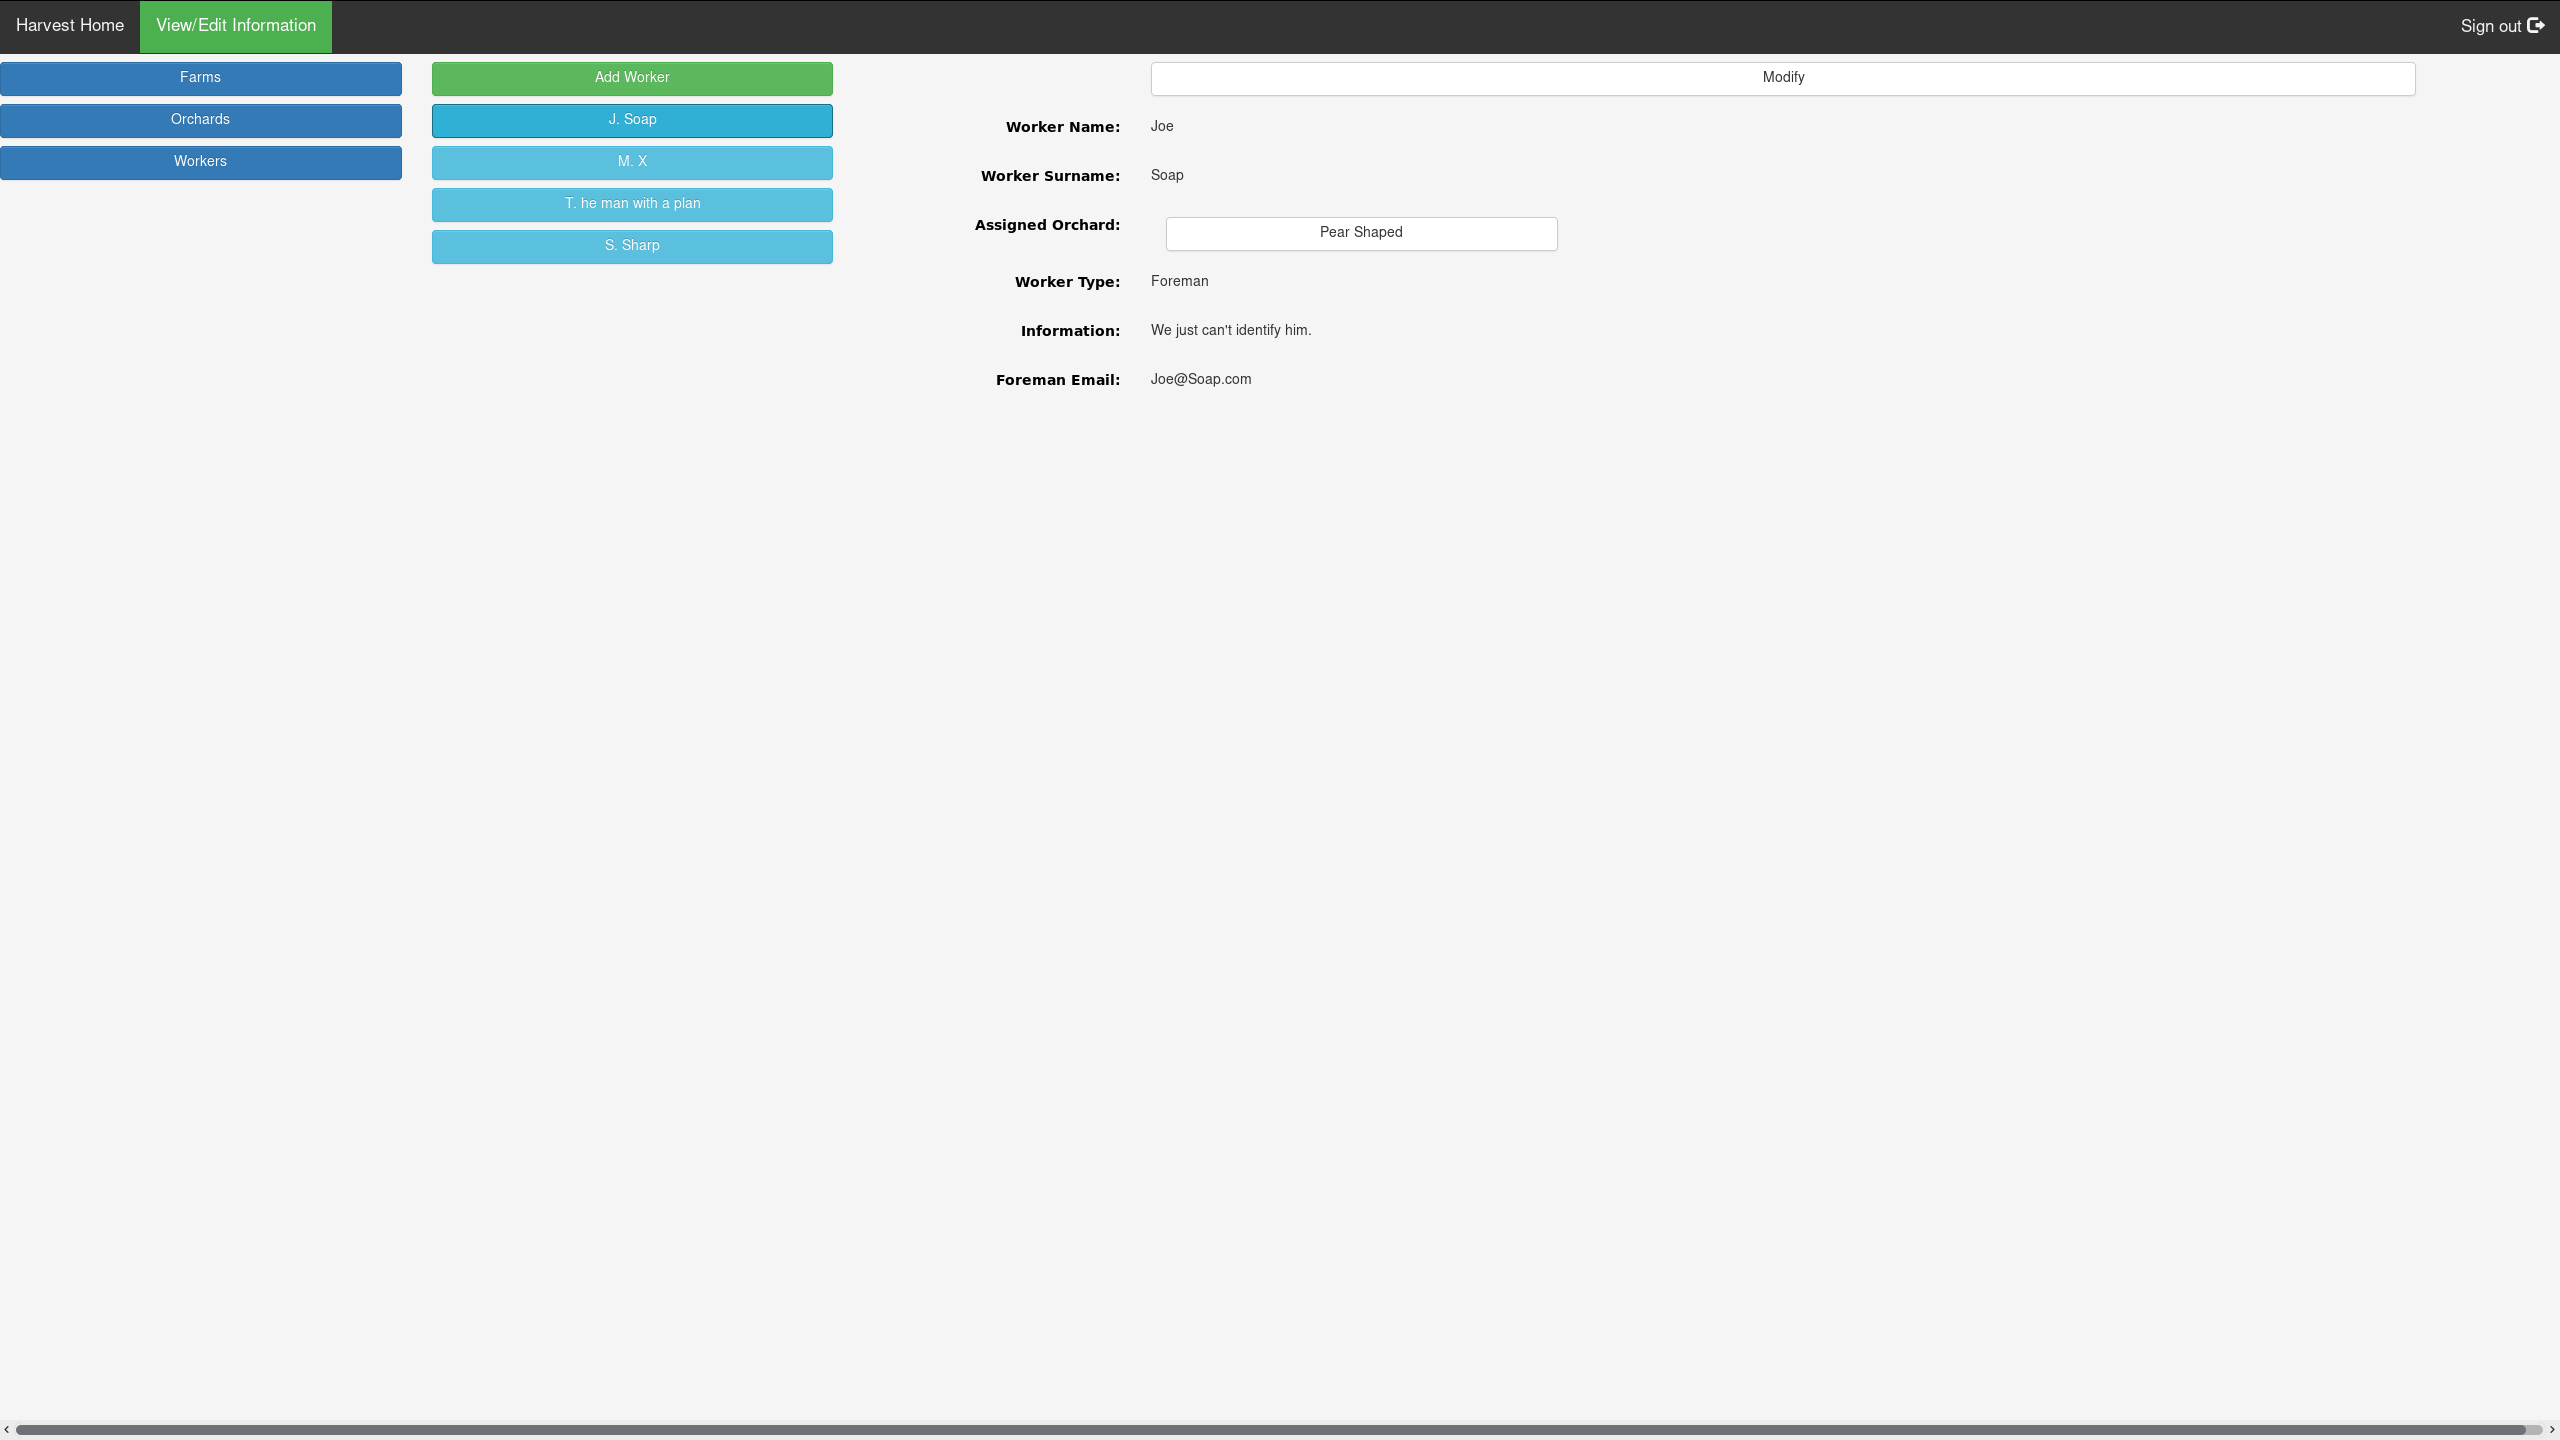 Harvest Home View/Edit Information Sign out
Farms
Orchards
Workers
Add Worker
J. Soap
M. X
T. he man with a plan
S. Sharp
Modify
Worker Name: Joe
Worker Surname: Soap
Assigned Orchard: Pear Shaped
Worker Type: Foreman
Information: We just can't identify him.
Foreman Email: Joe@Soap.com